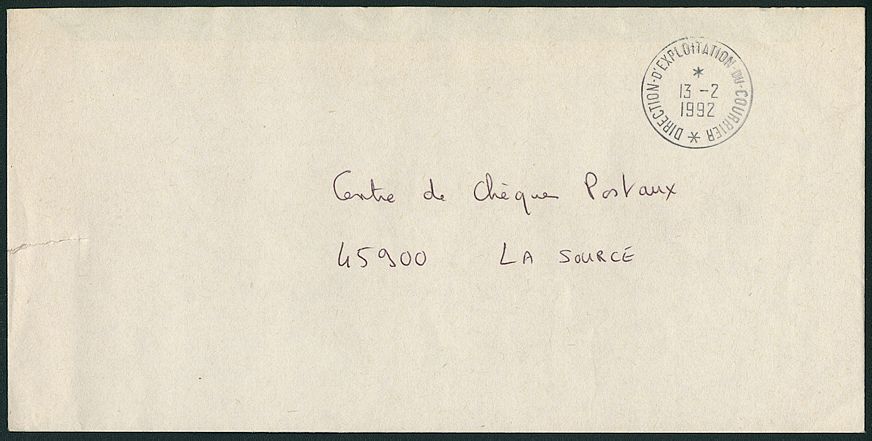 DIRECTION-D'EXPLOITATION-DU-COURRIER
13-2
1992
Centre de Chèque Postaux
45900 LA SOURCE